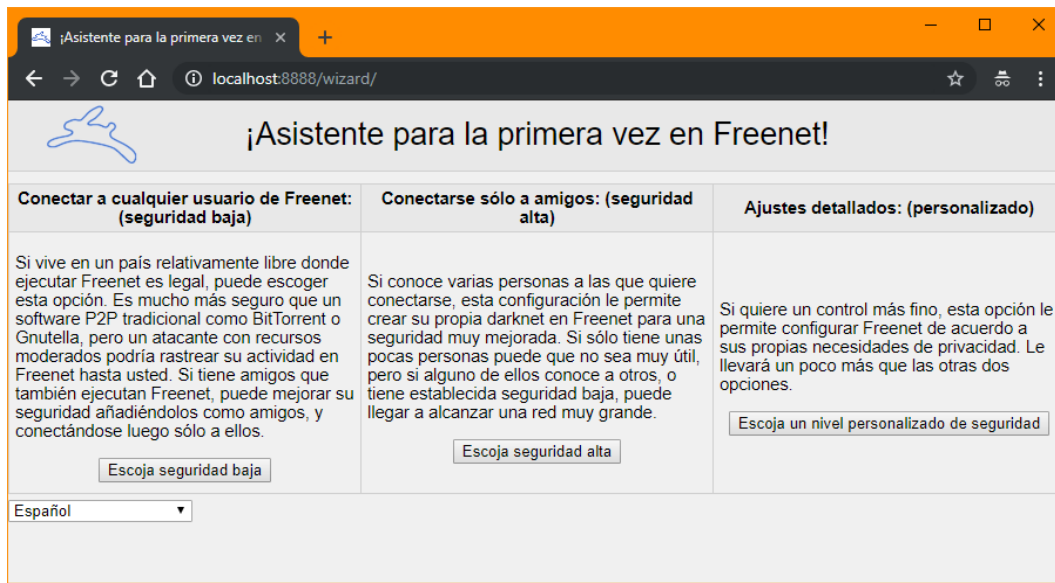 ¡Asistente para la primera vez en
localhost:8888/wizard/
¡Asistente para la primera vez en Freenet!
Conectar a cualquier usuario de Freenet:
(seguridad baja)
Si vive en un país relativamente libre donde
ejecutar Freenet es legal, puede escoger
esta opción. Es mucho más seguro que un
software P2P tradicional como BitTorrent o
Gnutella, pero un atacante con recursos
moderados podría rastrear su actividad en
Freenet hasta usted. Si tiene amigos que
también ejecutan Freenet, puede mejorar su
seguridad añadiéndolos como amigos, y
conectándose luego sólo a ellos.
Escoja seguridad baja
Conectarse sólo a amigos: (seguridad
alta)
Si conoce varias personas a las que quiere
conectarse, esta configuración le permite
crear su propia darknet en Freenet para una
seguridad muy mejorada. Si sólo tiene unas
pocas personas puede que no sea muy útil,
pero si alguno de ellos conoce a otros, o
tiene establecida seguridad baja, puede
llegar a alcanzar una red muy grande.
Escoja seguridad alta
Ajustes detallados: (personalizado)
Si quiere un control más fino, esta opción le
permite configurar Freenet de acuerdo a
sus propias necesidades de privacidad. Le
llevará un poco más que las otras dos
opciones.
Escoja un nivel personalizado de seguridad
Español